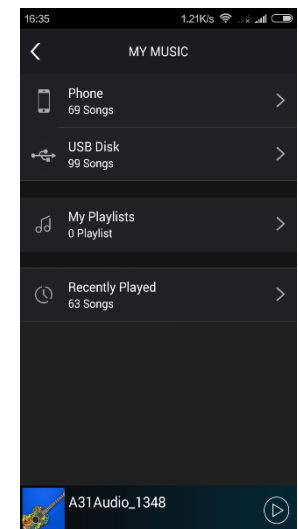 16:35 1.21K/s
MY MUSIC
Phone
69 Songs
USB Disk
99 Songs
My Playlists
0 Playlist
Recently Played
63 Songs
A31Audio_1348